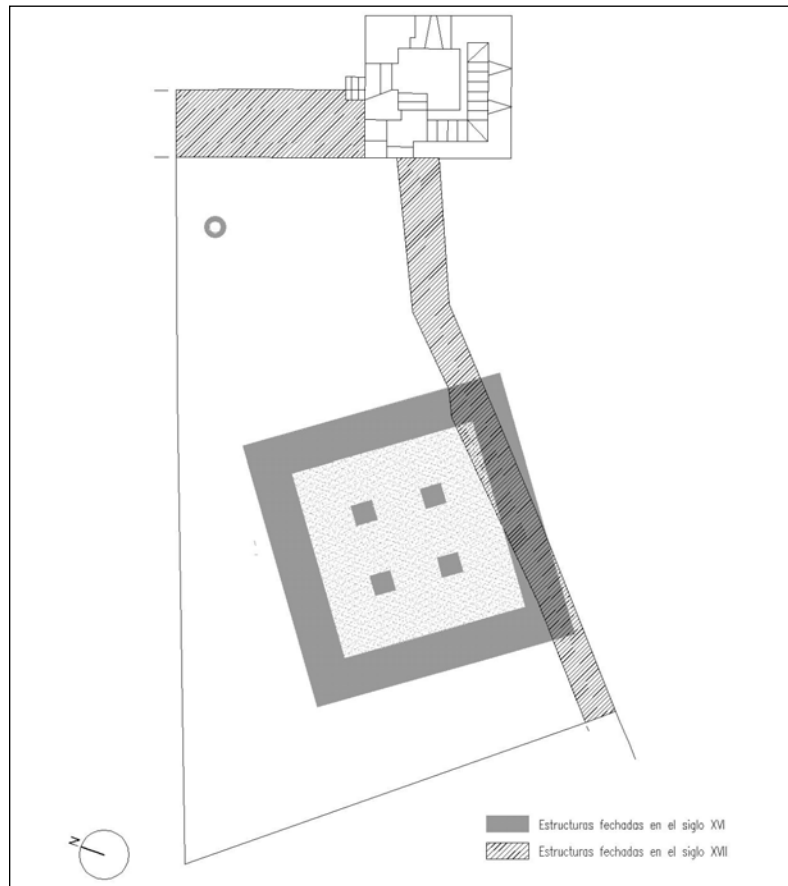 N
Estructuras fechadas en el siglo XVI
Estructuras fechadas en el siglo XVII